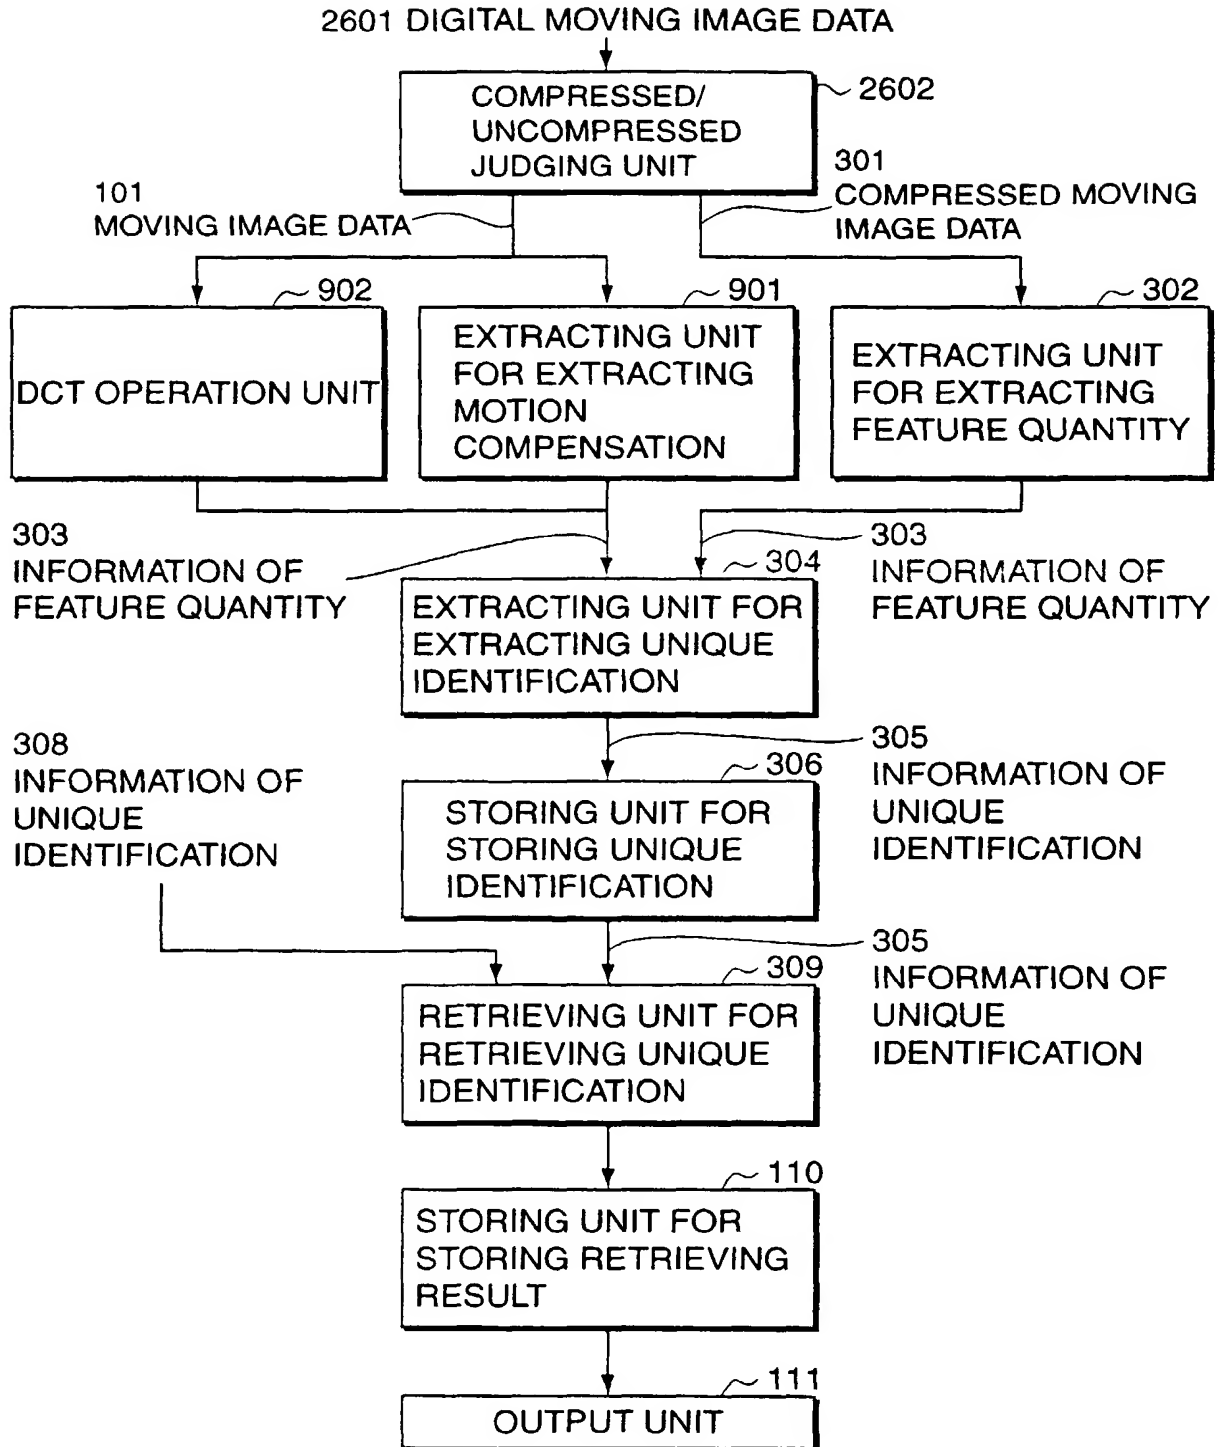 2601 DIGITAL MOVING IMAGE DATA
COMPRESSED/
UNCOMPRESSED
JUDGING UNIT
2602
101
MOVING IMAGE DATA
301
COMPRESSED MOVING
IMAGE DATA
902
DCT OPERATION UNIT
901
EXTRACTING UNIT
FOR EXTRACTING
MOTION
COMPENSATION
302
EXTRACTING UNIT
FOR EXTRACTING
FEATURE QUANTITY
303
INFORMATION OF
FEATURE QUANTITY
303
INFORMATION OF
FEATURE QUANTITY
304
EXTRACTING UNIT FOR
EXTRACTING UNIQUE
IDENTIFICATION
305
INFORMATION OF
UNIQUE
IDENTIFICATION
308
INFORMATION OF
UNIQUE
IDENTIFICATION
306
STORING UNIT FOR
STORING UNIQUE
IDENTIFICATION
305
INFORMATION OF
UNIQUE
IDENTIFICATION
309
RETRIEVING UNIT FOR
RETRIEVING UNIQUE
IDENTIFICATION
110
STORING UNIT FOR
STORING RETRIEVING
RESULT
111
OUTPUT UNIT